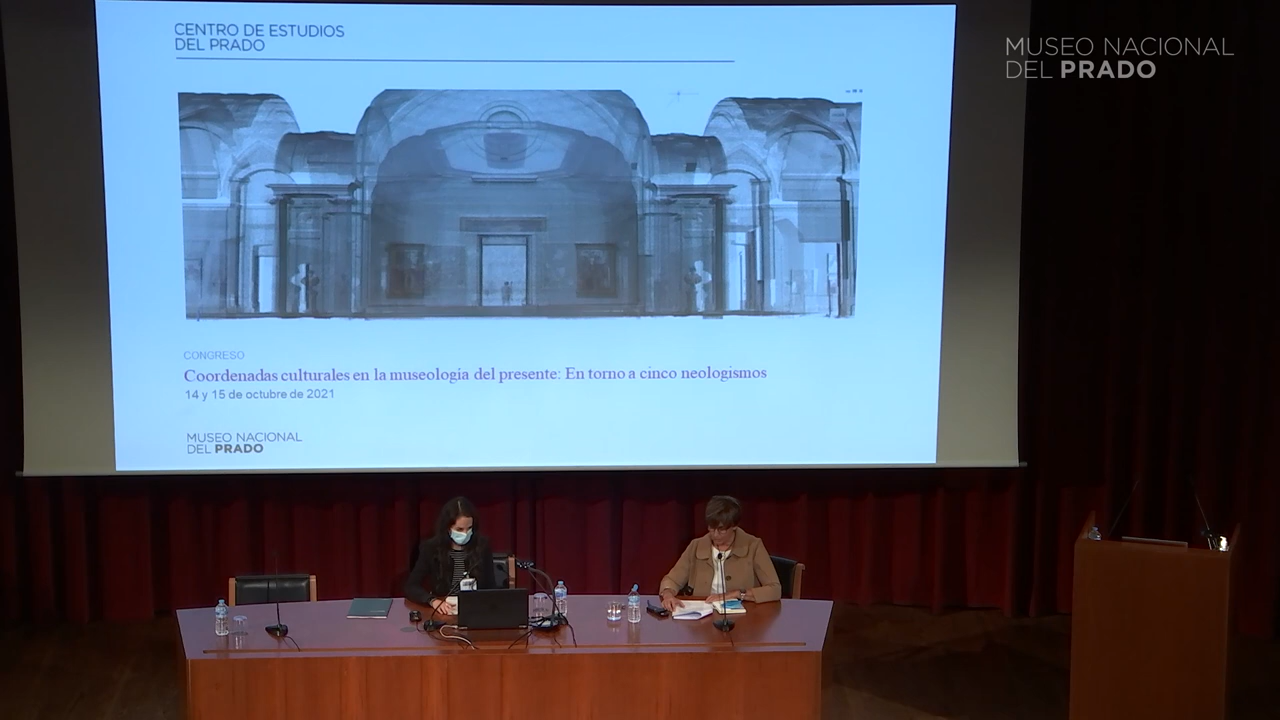 CENTRO DE ESTUDIOS
DEL PRADO
MUSEO NACIONAL
DEL PRADO
CONGRESO
Coordenadas culturales en la museología del presente: En torno a cinco neologismos
14 y 15 de octubre de 2021
MUSEO NACIONAL
DEL PRADO